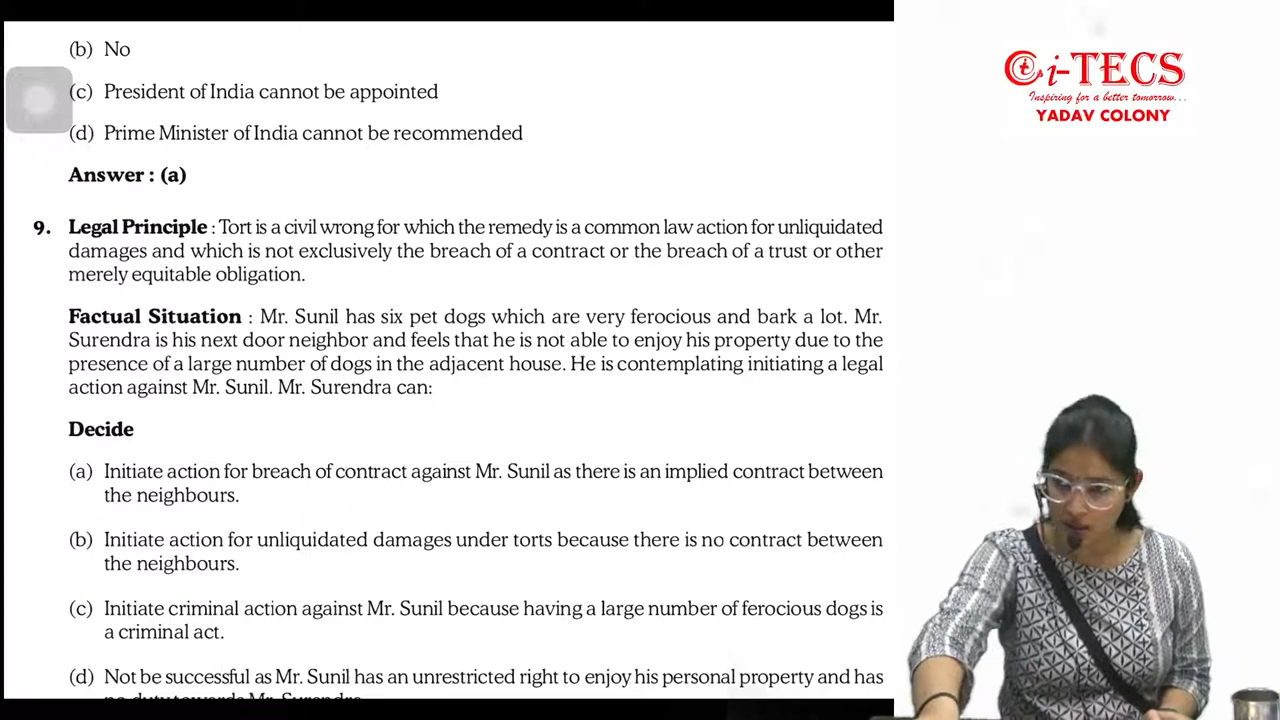 (b) No
(c) President of India cannot be appointed
(d) Prime Minister of India cannot be recommended
Answer : (a)
9. Legal Principle : Tort is a civil wrong for which the remedy is a common law action for unliquidated
damages and which is not exclusively the breach of a contract or the breach of a trust or other
merely equitable obligation.
Factual Situation : Mr. Sunil has six pet dogs which are very ferocious and bark a lot. Mr.
Surendra is his next door neighbor and feels that he is not able to enjoy his property due to the
presence of a large number of dogs in the adjacent house. He is contemplating initiating a legal
action against Mr. Sunil. Mr. Surendra can:
Decide
(a) Initiate action for breach of contract against Mr. Sunil as there is an implied contract between
the neighbours.
(b) Initiate action for unliquidated damages under torts because there is no contract between
the neighbours.
(c) Initiate criminal action against Mr. Sunil because having a large number of ferocious dogs is
a criminal act.
(d) Not be successful as Mr. Sunil has an unrestricted right to enjoy his personal property and has
no duty towards Mr. Surendra
i-TECS
Inspiring for a better tomorrow...
YADAV COLONY